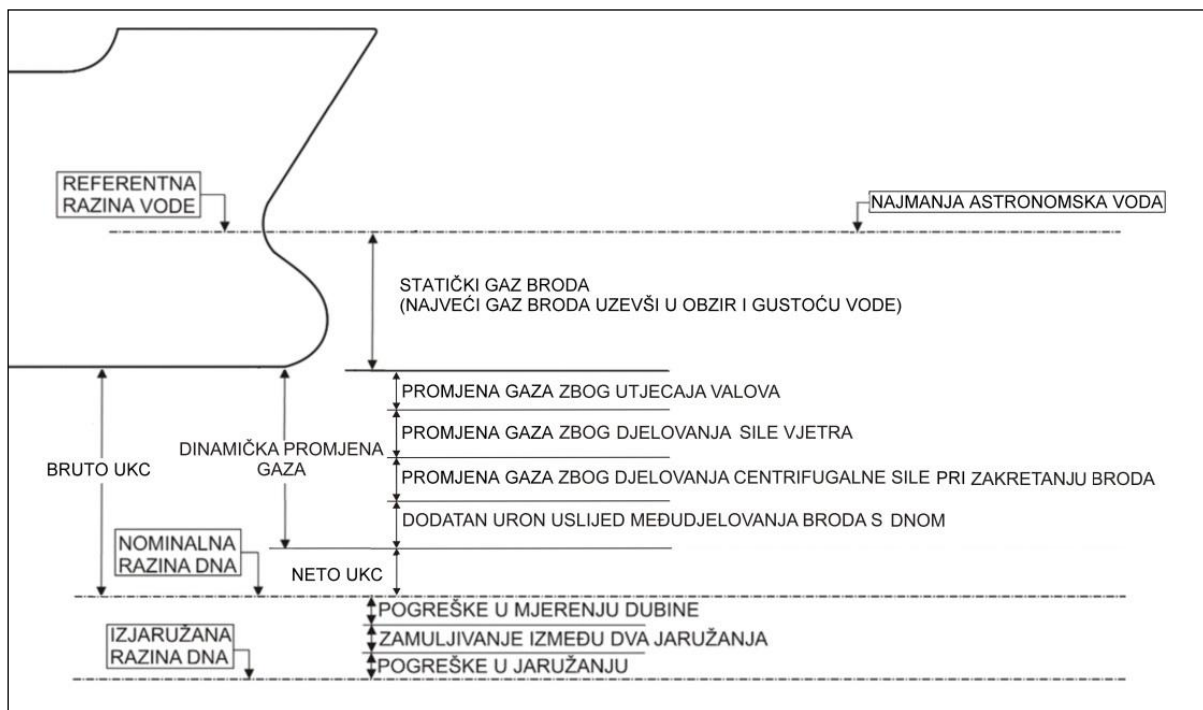 REFERENTNA
RAZINA VODE
NAJMANJA ASTRONOMSKA VODA
STATIČKI GAZ BRODA
(NAJVEĆI GAZ BRODA UZEVŠI U OBZIR I GUSTOĆU VODE)
PROMJENA GAZA ZBOG UTJECAJA VALOVA
PROMJENA GAZA ZBOG DJELOVANJA SILE VJETRA
DINAMIČKA PROMJENA
GAZA
BRUTO UKC
PROMJENA GAZA ZBOG DJELOVANJA CENTRIFUGALNE SILE PRI ZAKRETANJU BRODA
DODATAN URON USLIJED MEĐUDJELOVANJA BRODA S DNOM
NOMINALNA
RAZINA DNA
NETO UKC
POGREŠKE U MJERENJU DUBINE
IZJARUŽANA
RAZINA DNA
ZAMULJIVANJE IZMEĐU DVA JARUŽANJA
POGREŠKE U JARUŽANJU